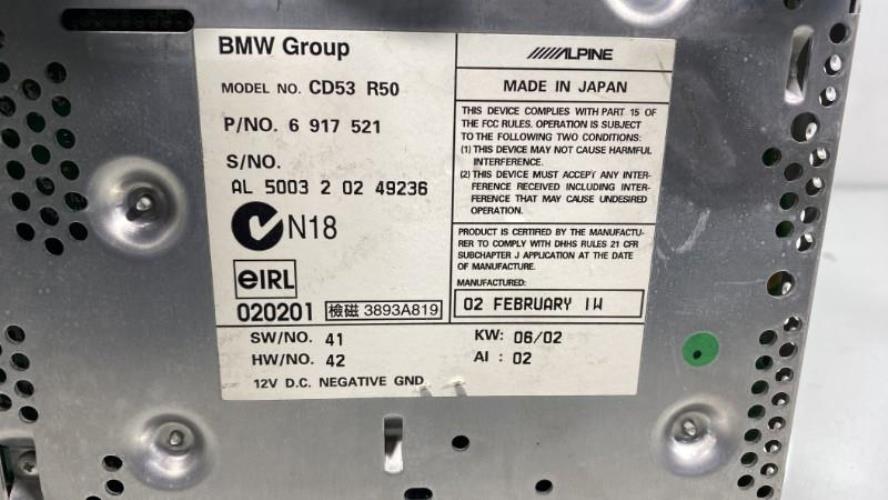 BMW Group
MODEL NO. CD53 R50
P/NO. 6 917 521
S/NO.
AL 5003 2 02 49236
N18
eIRL
020201 檢磁 3893A819
ALPINE
MADE IN JAPAN
THIS DEVICE COMPLIES WITH PART 15 OF
THE FCC RULES. OPERATION IS SUBJECT
TO THE FOLLOWING TWO CONDITIONS:
(1) THIS DEVICE MAY NOT CAUSE HARMFUL
INTERFERENCE.
(2) THIS DEVICE MUST ACCEPT ANY INTER-
FERENCE RECEIVED INCLUDING INTER-
FERENCE THAT MAY CAUSE UNDESIRED
OPERATION.
PRODUCT IS CERTIFIED BY THE MANUFACTU-
RER TO COMPLY WITH DHHS RULES 21 CFR
SUBCHAPTER J APPLICATION AT THE DATE
OF MANUFACTURE.
MANUFACTURED:
02 FEBRUARY 1W
SW/NO. 41
HW/NO. 42
12V D.C. NEGATIVE GND
KW: 06/02
AI : 02